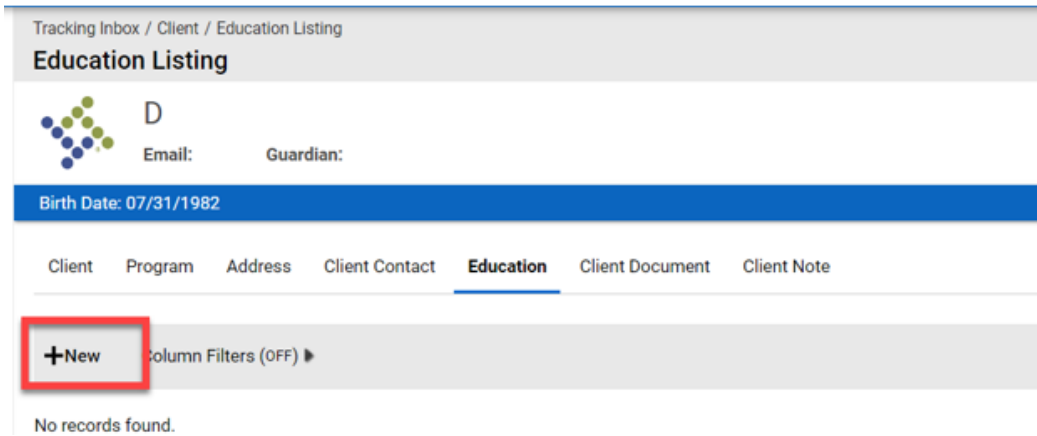 Tracking Inbox / Client / Education Listing
Education Listing
D
Email: Guardian:
Birth Date: 07/31/1982
Client Program Address Client Contact Education Client Document Client Note
+New Column Filters (OFF) ▶
No records found.